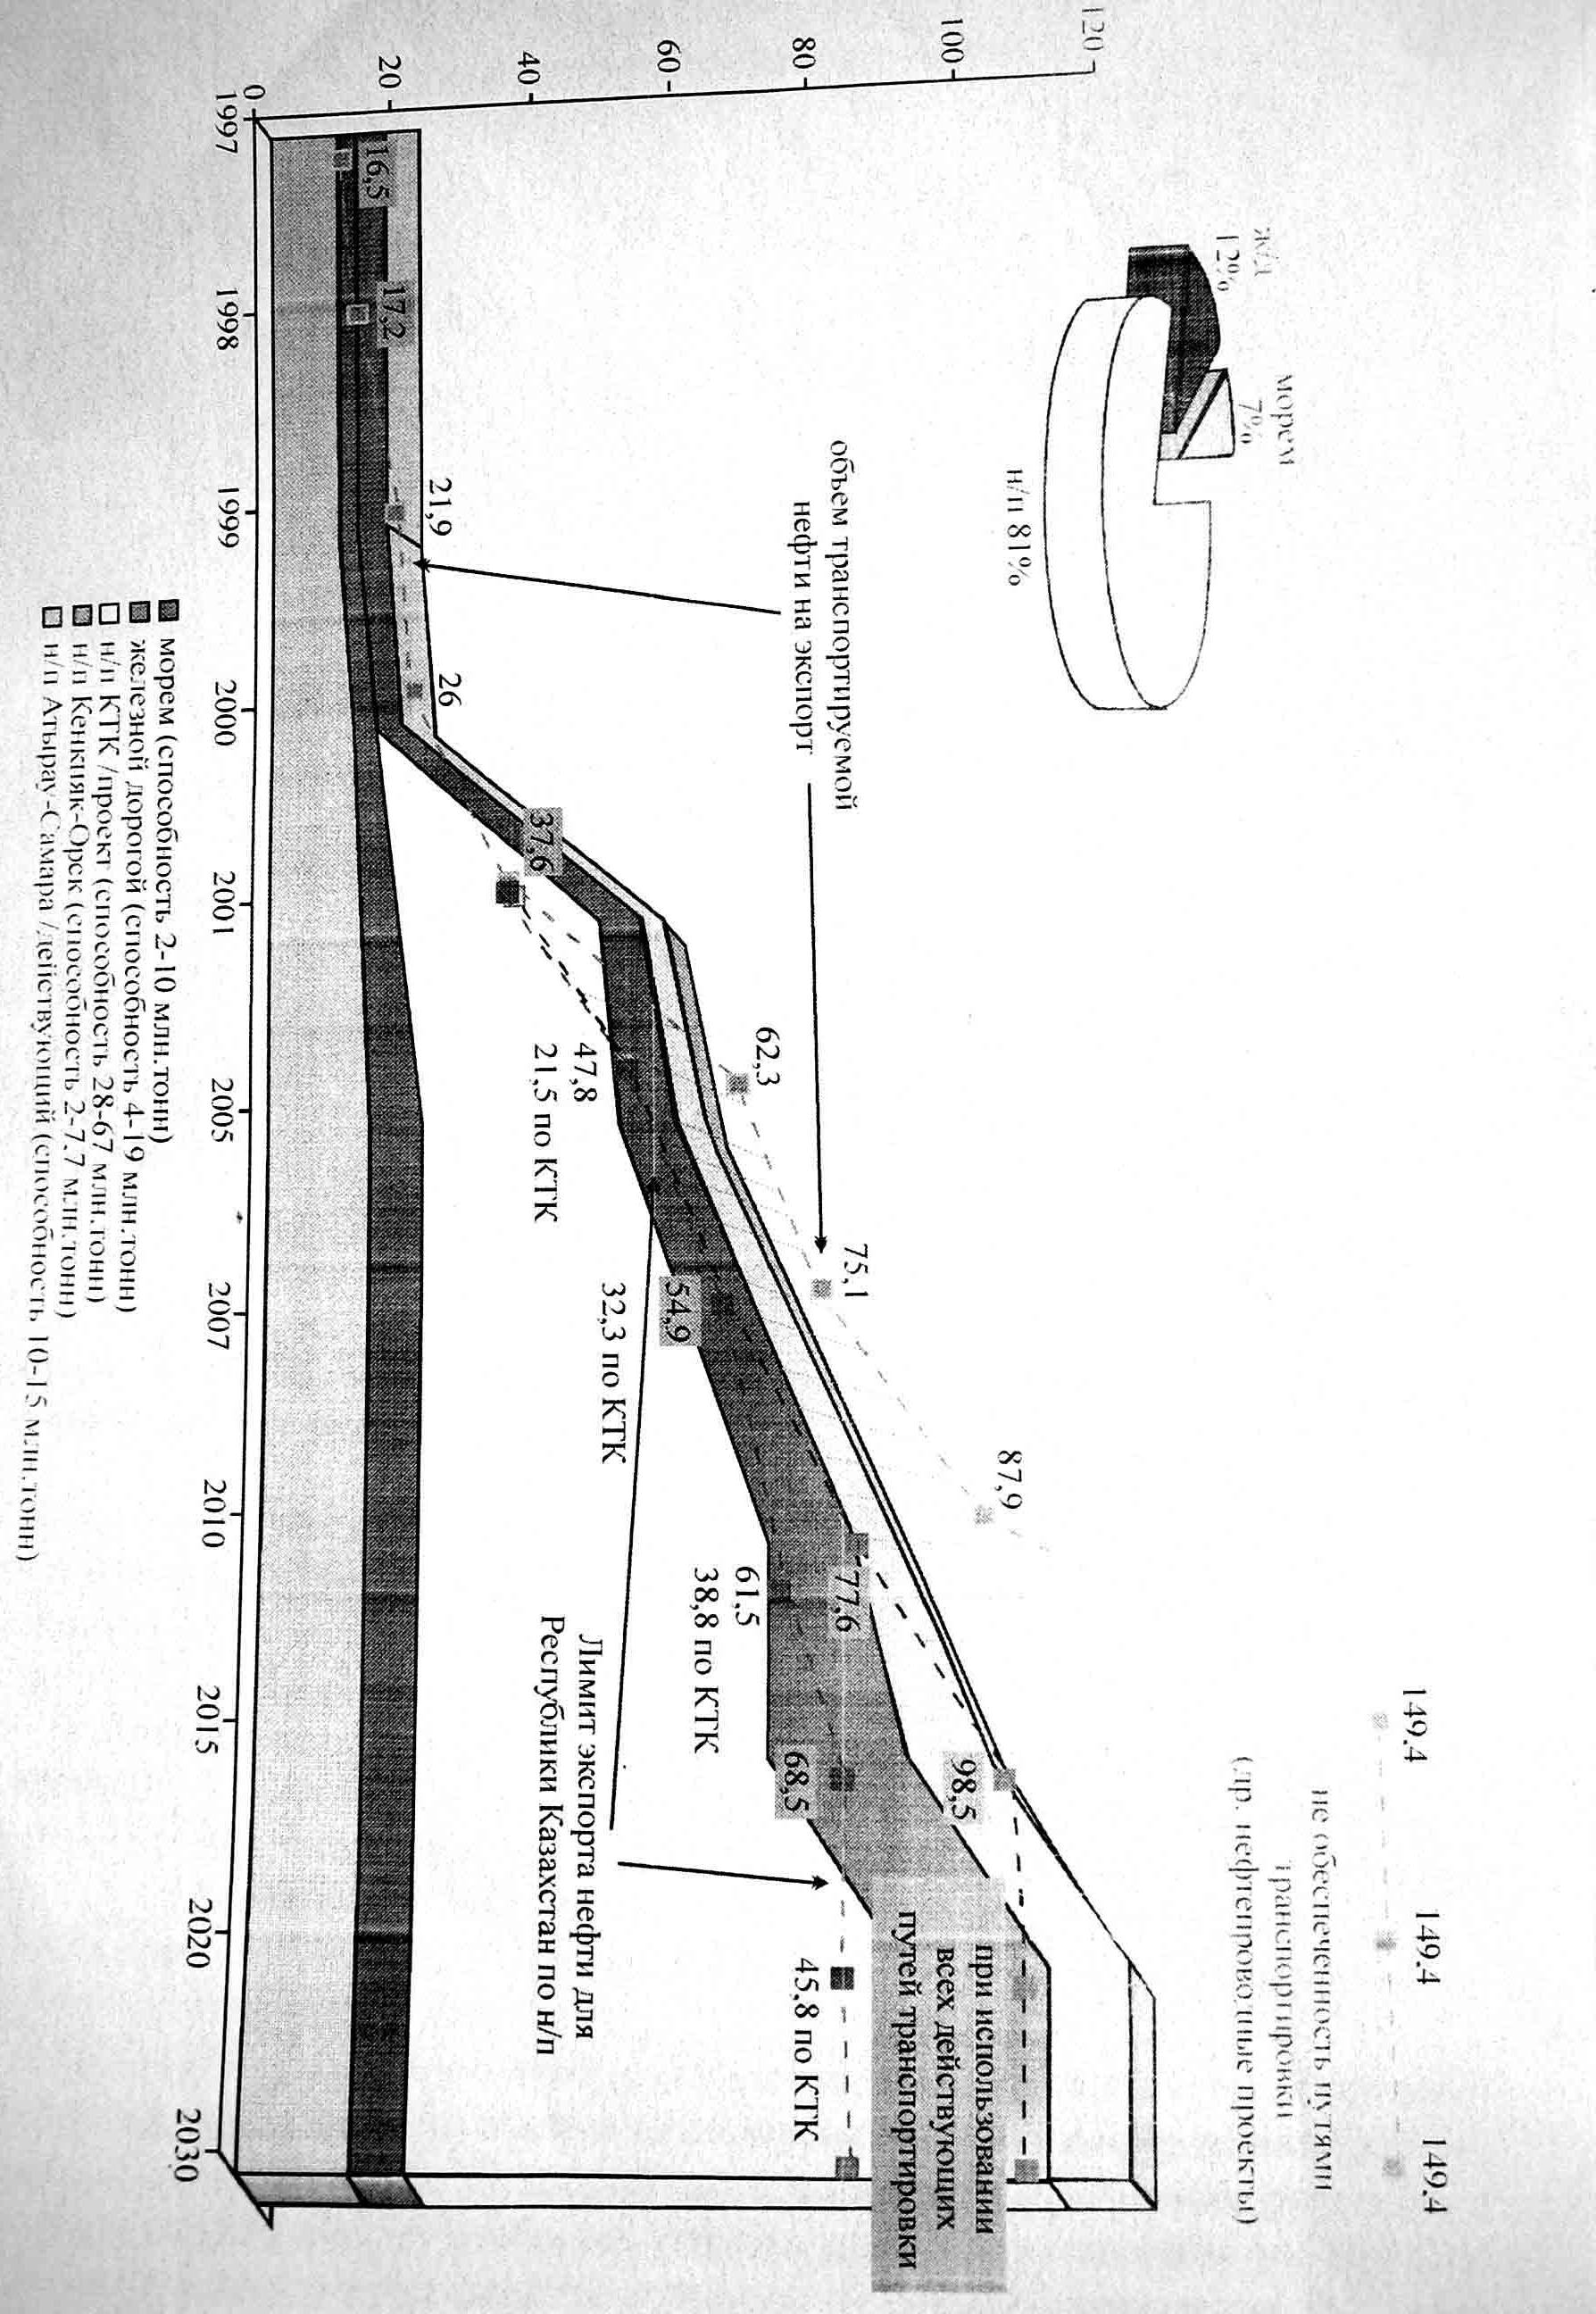 149.4
149.4
149.4
не обеспеченность путями
транспортировки
(др. нефтепроводные проекты)
ж/д
12%
морем
7%
н/п 81%
объем транспортируемой
нефти на экспорт
120
100
80
60
40
20
0
16,5
17,2
21,9
26
37,6
62,3
75,1
87,9
47,8
21,5 по КТК
54,9
32,3 по КТК
77,6
61,5
38,8 по КТК
98,5
68,5
45,8 по КТК
при использовании
всех действующих
путей транспортировки
Лимит экспорта нефти для
Республики Казахстан по н/п
1997
1998
1999
2000
2001
2005
2007
2010
2015
2020
2030
морем (способность 2-10 млн.тонн)
железной дорогой (способность 4-19 млн.тонн)
н/п КТК /проект (способность 28-67 млн.тонн)
н/п Кенкияк-Орск (способность 2-7.7 млн.тонн)
н/п Атырау-Самара /действующий (способность 10-15 млн.тонн)